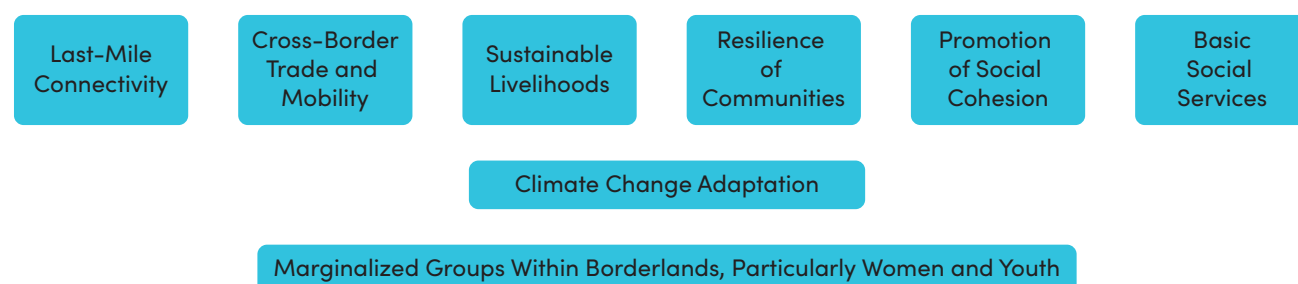 Last-Mile
Connectivity
Cross-Border
Trade and
Mobility
Sustainable
Livelihoods
Resilience
of
Communities
Promotion
of Social
Cohesion
Basic
Social
Services
Climate Change Adaptation
Marginalized Groups Within Borderlands, Particularly Women and Youth